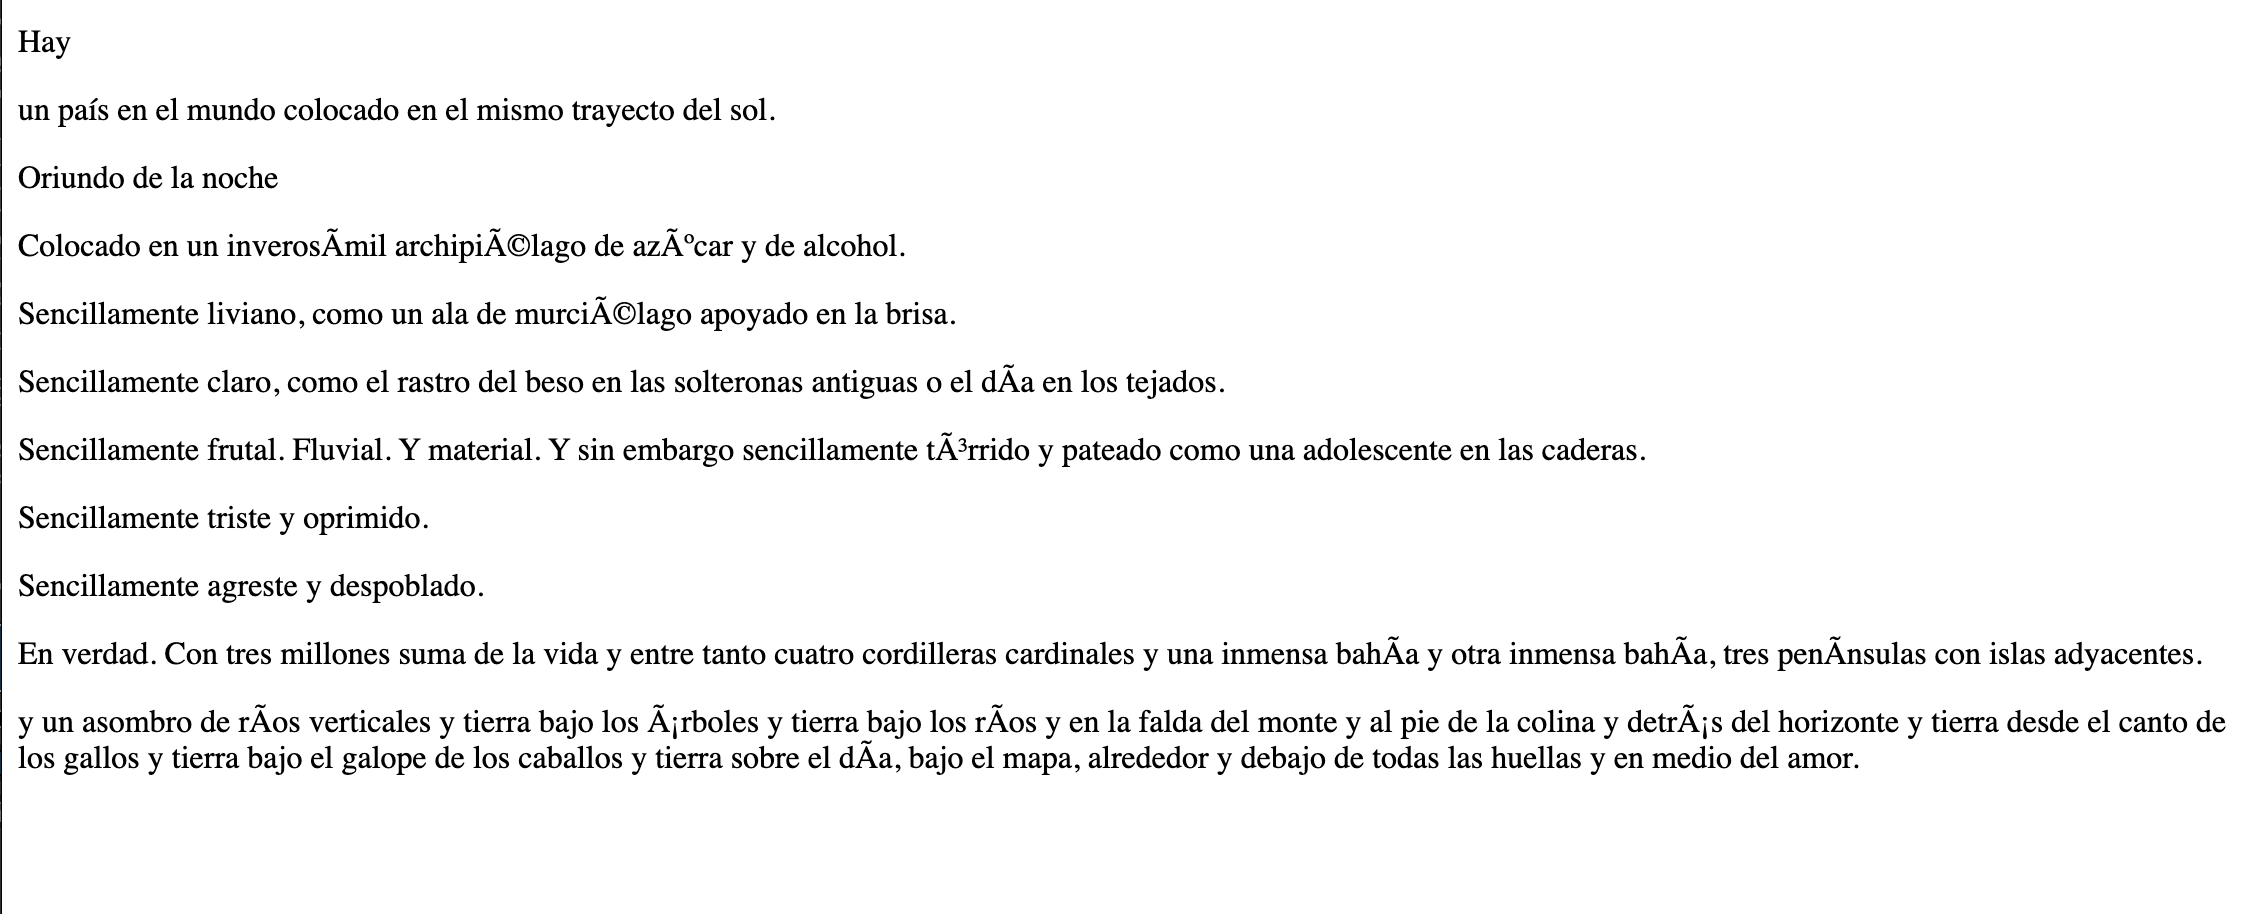 Hay
un país en el mundo colocado en el mismo trayecto del sol.
Oriundo de la noche
Colocado en un inverosÃmil archipiÃ©lago de azÃºcar y de alcohol.
Sencillamente liviano, como un ala de murciÃ©lago apoyado en la brisa.
Sencillamente claro, como el rastro del beso en las solteronas antiguas o el dÃa en los tejados.
Sencillamente frutal. Fluvial. Y material. Y sin embargo sencillamente tÃ³rrido y pateado como una adolescente en las caderas.
Sencillamente triste y oprimido.
Sencillamente agreste y despoblado.
En verdad. Con tres millones suma de la vida y entre tanto cuatro cordilleras cardinales y una inmensa bahÃa y otra inmensa bahÃa, tres penÃnsulas con islas adyacentes.
y un asombro de rÃos verticales y tierra bajo los Ã¡rboles y tierra bajo los rÃos y en la falda del monte y al pie de la colina y detrÃ¡s del horizonte y tierra desde el canto de
los gallos y tierra bajo el galope de los caballos y tierra sobre el dÃa, bajo el mapa, alrededor y debajo de todas las huellas y en medio del amor.